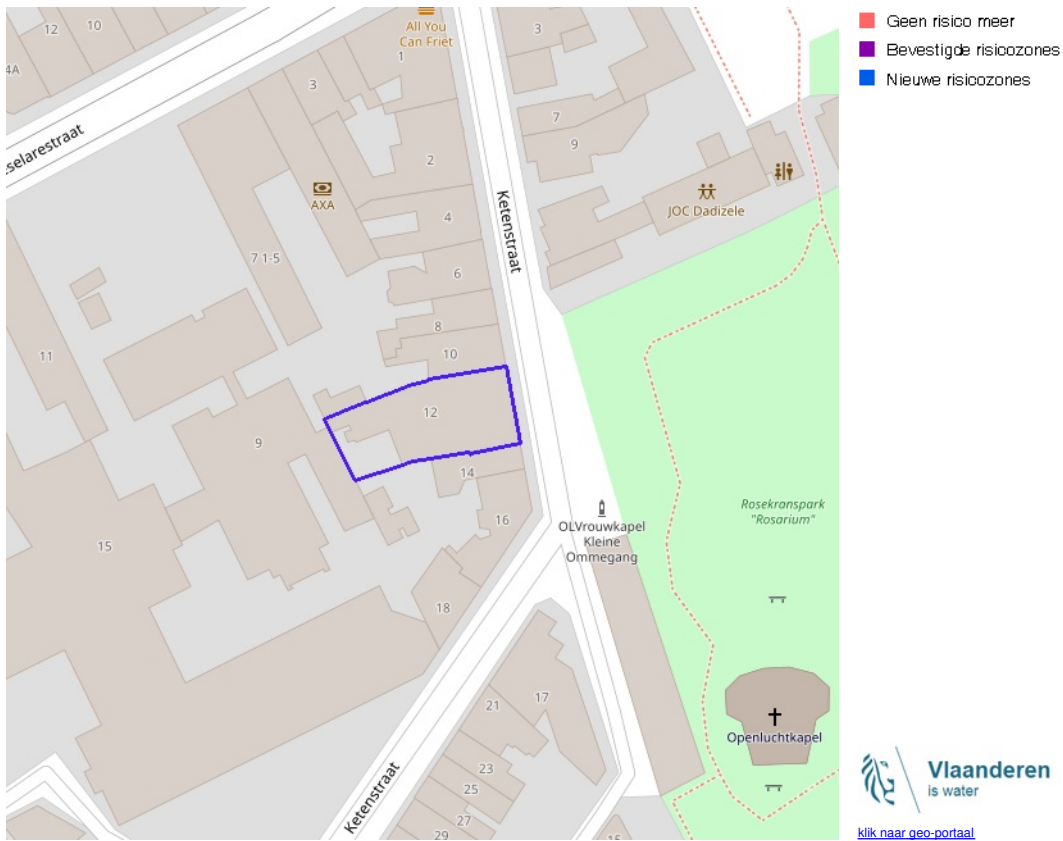 12
10
4A
All You
Can Friet
1
3
3
selarestraat
7
9
2
AXA
JOC Dadizele
Ketenstraat
4
7 1-5
6
8
11
10
12
9
14
Rosekranspark
"Rosarium"
16
OLVrouwkapel
Kleine
Ommegang
15
18
17
21
Openluchtkapel
23
25
Ketenstraat
29
27
15
Geen risico meer
Bevestigde risicozones
Nieuwe risicozones
Vlaanderen
is water
klik naar geo-portaal